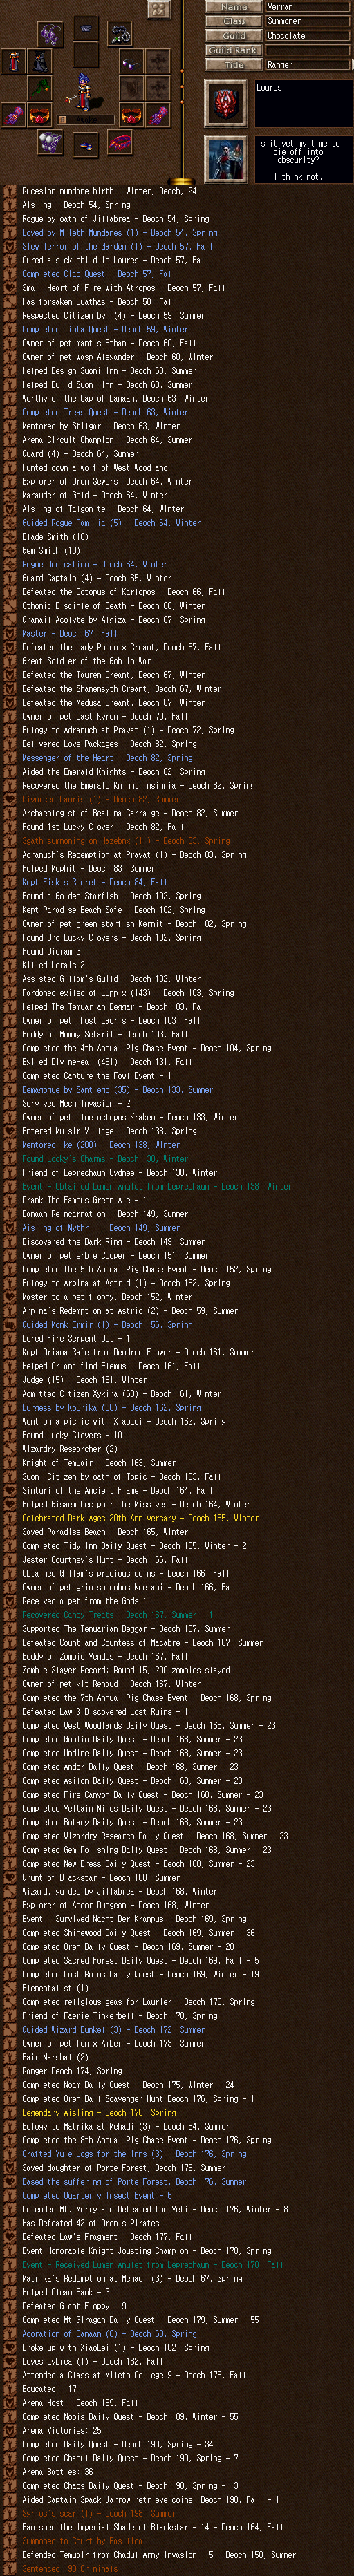 Name Verran
Class Summoner
Guild Chocolate
Guild Rank
Title Ranger
Loures
Is it yet my time to
die off into
obscurity?
I think not.
Rucesion mundane birth - Winter, Deoch, 24
Aisling - Deoch 54, Spring
Rogue by oath of Jillabrea - Deoch 54, Spring
Loved by Mileth Mundanes (1) - Deoch 54, Spring
Slew Terror of the Garden (1) - Deoch 57, Fall
Cured a sick child in Loures - Deoch 57, Fall
Completed Ciad Quest - Deoch 57, Fall
Small Heart of Fire with Atropos - Deoch 57, Fall
Has forsaken Luathas - Deoch 58, Fall
Respected Citizen by (4) - Deoch 59, Summer
Completed Tiota Quest - Deoch 59, Winter
Owner of pet mantis Ethan - Deoch 60, Fall
Owner of pet wasp Alexander - Deoch 60, Winter
Helped Design Suomi Inn - Deoch 63, Summer
Helped Build Suomi Inn - Deoch 63, Summer
Worthy of the Cap of Danaan, Deoch 63, Winter
Completed Treas Quest - Deoch 63, Winter
Mentored by Stilgar - Deoch 63, Winter
Arena Circuit Champion - Deoch 64, Summer
Guard (4) - Deoch 64, Summer
Hunted down a wolf of West Woodland
Explorer of Oren Sewers, Deoch 64, Winter
Marauder of Gold - Deoch 64, Winter
Aisling of Talgonite - Deoch 64, Winter
Guided Rogue Pamilia (5) - Deoch 64, Winter
Blade Smith (10)
Gem Smith (10)
Rogue Dedication - Deoch 64, Winter
Guard Captain (4) - Deoch 65, Winter
Defeated the Octopus of Karlopos - Deoch 66, Fall
Cthonic Disciple of Death - Deoch 66, Winter
Gramail Acolyte by Algiza - Deoch 67, Spring
Master - Deoch 67, Fall
Defeated the Lady Phoenix Creant, Deoch 67, Fall
Great Soldier of the Goblin War
Defeated the Tauren Creant, Deoch 67, Winter
Defeated the Shamensyth Creant, Deoch 67, Winter
Defeated the Medusa Creant, Deoch 67, Winter
Owner of pet bast Kyron - Deoch 70, Fall
Eulogy to Adranuch at Pravat (1) - Deoch 72, Spring
Delivered Love Packages - Deoch 82, Spring
Messenger of the Heart - Deoch 82, Spring
Aided the Emerald Knights - Deoch 82, Spring
Recovered the Emerald Knight Insignia - Deoch 82, Spring
Divorced Lauris (1) - Deoch 82, Summer
Archaeologist of Beal na Carraige - Deoch 82, Summer
Found 1st Lucky Clover - Deoch 82, Fall
Sgath summoning on Hazebmi (11) - Deoch 83, Spring
Adranuch's Redemption at Pravat (1) - Deoch 83, Spring
Helped Mephit - Deoch 83, Summer
Kept Fisk's Secret - Deoch 84, Fall
Found a Golden Starfish - Deoch 102, Spring
Kept Paradise Beach Safe - Deoch 102, Spring
Owner of pet green starfish Kermit - Deoch 102, Spring
Found 3rd Lucky Clovers - Deoch 102, Spring
Found Dioram 3
Killed Lorais 2
Assisted Gillam's Guild - Deoch 102, Winter
Pardoned exiled of Luppix (143) - Deoch 103, Spring
Helped The Temuarian Beggar - Deoch 103, Fall
Owner of pet ghost Lauris - Deoch 103, Fall
Buddy of Mummy Sefarii - Deoch 103, Fall
Completed the 4th Annual Pig Chase Event - Deoch 104, Spring
Exiled DivineHeal (451) - Deoch 131, Fall
Completed Capture the Fowl Event - 1
Demagogue by Santiego (35) - Deoch 133, Summer
Survived Mech Invasion - 2
Owner of pet blue octopus Kraken - Deoch 133, Winter
Entered Muisir Village - Deoch 138, Spring
Mentored Ike (200) - Deoch 138, Winter
Found Lucky's Charms - Deoch 138, Winter
Friend of Leprechaun Cydnee - Deoch 138, Winter
Event - Obtained Lumen Amulet from Leprechaun - Deoch 138, Winter
Drank The Famous Green Ale - 1
Danaan Reincarnation - Deoch 149, Summer
Aisling of Mythril - Deoch 149, Summer
Discovered the Dark Ring - Deoch 149, Summer
Owner of pet erbie Cooper - Deoch 151, Summer
Completed the 5th Annual Pig Chase Event - Deoch 152, Spring
Eulogy to Arpina at Astrid (1) - Deoch 152, Spring
Master to a pet floppy, Deoch 152, Winter
Arpina's Redemption at Astrid (2) - Deoch 59, Summer
Guided Monk Ermir (1) - Deoch 156, Spring
Lured Fire Serpent Out - 1
Kept Oriana Safe from Dendron Flower - Deoch 161, Summer
Helped Oriana find Elemus - Deoch 161, Fall
Judge (15) - Deoch 161, Winter
Admitted Citizen Xykira (63) - Deoch 161, Winter
Burgess by Kourika (30) - Deoch 162, Spring
Went on a picnic with XiaoLei - Deoch 162, Spring
Found Lucky Clovers - 10
Wizardry Researcher (2)
Knight of Temuair - Deoch 163, Summer
Suomi Citizen by oath of Topic - Deoch 163, Fall
Sinturi of the Ancient Flame - Deoch 164, Fall
Helped Gisaem Decipher The Missives - Deoch 164, Winter
Celebrated Dark Ages 20th Anniversary - Deoch 165, Winter
Saved Paradise Beach - Deoch 165, Winter
Completed Tidy Inn Daily Quest - Deoch 165, Winter - 2
Jester Courtney's Hunt - Deoch 166, Fall
Obtained Gillam's precious coins - Deoch 166, Fall
Owner of pet grim succubus Noelani - Deoch 166, Fall
Received a pet from the Gods 1
Recovered Candy Treats - Deoch 167, Summer - 1
Supported The Temuarian Beggar - Deoch 167, Summer
Defeated Count and Countess of Macabre - Deoch 167, Summer
Buddy of Zombie Vendes - Deoch 167, Fall
Zombie Slayer Record: Round 15, 200 zombies slayed
Owner of pet kit Renaud - Deoch 167, Winter
Completed the 7th Annual Pig Chase Event - Deoch 168, Spring
Defeated Law & Discovered Lost Ruins - 1
Completed West Woodlands Daily Quest - Deoch 168, Summer - 23
Completed Goblin Daily Quest - Deoch 168, Summer - 23
Completed Undine Daily Quest - Deoch 168, Summer - 23
Completed Andor Daily Quest - Deoch 168, Summer - 23
Completed Asilon Daily Quest - Deoch 168, Summer - 23
Completed Fire Canyon Daily Quest - Deoch 168, Summer - 23
Completed Veltain Mines Daily Quest - Deoch 168, Summer - 23
Completed Botany Daily Quest - Deoch 168, Summer - 23
Completed Wizardry Research Daily Quest - Deoch 168, Summer - 23
Completed Gem Polishing Daily Quest - Deoch 168, Summer - 23
Completed New Dress Daily Quest - Deoch 168, Summer - 23
Grunt of Blackstar - Deoch 168, Summer
Wizard, guided by Jillabrea - Deoch 168, Winter
Explorer of Andor Dungeon - Deoch 168, Winter
Event - Survived Nacht Der Krampus - Deoch 169, Spring
Completed Shinewood Daily Quest - Deoch 169, Summer - 36
Completed Oren Daily Quest - Deoch 169, Summer - 28
Completed Sacred Forest Daily Quest - Deoch 169, Fall - 5
Completed Lost Ruins Daily Quest - Deoch 169, Winter - 19
Elementalist (1)
Completed religious geas for Laurier - Deoch 170, Spring
Friend of Faerie Tinkerbell - Deoch 170, Spring
Guided Wizard Dunkel (3) - Deoch 172, Summer
Owner of pet fenix Amber - Deoch 173, Summer
Fair Marshal (2)
Ranger Deoch 174, Spring
Completed Noam Daily Quest - Deoch 175, Winter - 24
Completed Oren Ball Scavenger Hunt Deoch 176, Spring - 1
Legendary Aisling - Deoch 176, Spring
Eulogy to Matrika at Mehadi (3) - Deoch 64, Summer
Completed the 8th Annual Pig Chase Event - Deoch 176, Spring
Crafted Yule Logs for the Inns (3) - Deoch 176, Spring
Saved daughter of Porte Forest, Deoch 176, Summer
Eased the suffering of Porte Forest, Deoch 176, Summer
Completed Quarterly Insect Event - 6
Defended Mt. Merry and Defeated the Yeti - Deoch 176, Winter - 8
Has Defeated 42 of Oren's Pirates
Defeated Law's Fragment - Deoch 177, Fall
Event Honorable Knight Jousting Champion - Deoch 178, Spring
Event - Received Lumen Amulet from Leprechaun - Deoch 178, Fall
Matrika's Redemption at Mehadi (3) - Deoch 67, Spring
Helped Clean Bank - 3
Defeated Giant Floppy - 9
Completed Mt Giragan Daily Quest - Deoch 179, Summer - 55
Adoration of Danaan (6) - Deoch 60, Spring
Broke up with XiaoLei (1) - Deoch 182, Spring
Loves Lybrea (1) - Deoch 182, Fall
Attended a Class at Mileth College 9 - Deoch 175, Fall
Educated - 17
Arena Host - Deoch 189, Fall
Completed Nobis Daily Quest - Deoch 189, Winter - 55
Arena Victories: 25
Completed Daily Quest - Deoch 190, Spring - 34
Completed Chadul Daily Quest - Deoch 190, Spring - 7
Arena Battles: 36
Completed Chaos Daily Quest - Deoch 190, Spring - 13
Aided Captain Spack Jarrow retrieve coins Deoch 190, Fall - 1
Sgrios's scar (1) - Deoch 198, Summer
Banished the Imperial Shade of Blackstar - 14 - Deoch 164, Fall
Summoned to Court by Basilica
Defended Temuair from Chadul Army Invasion - 5 - Deoch 150, Summer
Sentenced 198 Criminals